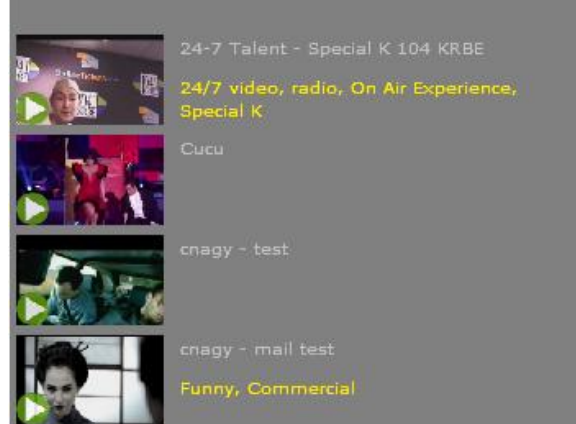 24-7 Talent - Special K 104 KRBE
24/7 video, radio, On Air Experience,
Special K
Cucu
cnagy - test
cnagy - mail test
Funny, Commercial